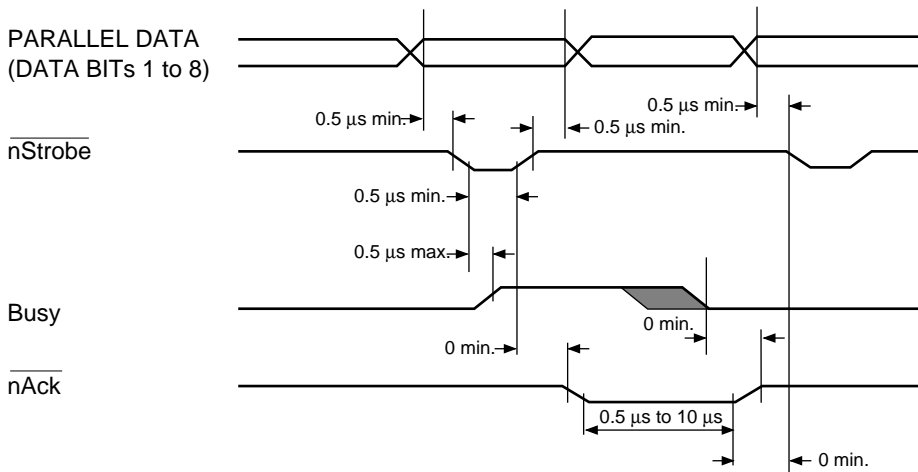 PARALLEL DATA
(DATA BITs 1 to 8)
0.5 µs min.
0.5 µs min.
0.5 µs min.
nStrobe
0.5 µs min.
0.5 µs max.
Busy
0 min.
0 min.
nAck
0.5 µs to 10 µs
0 min.